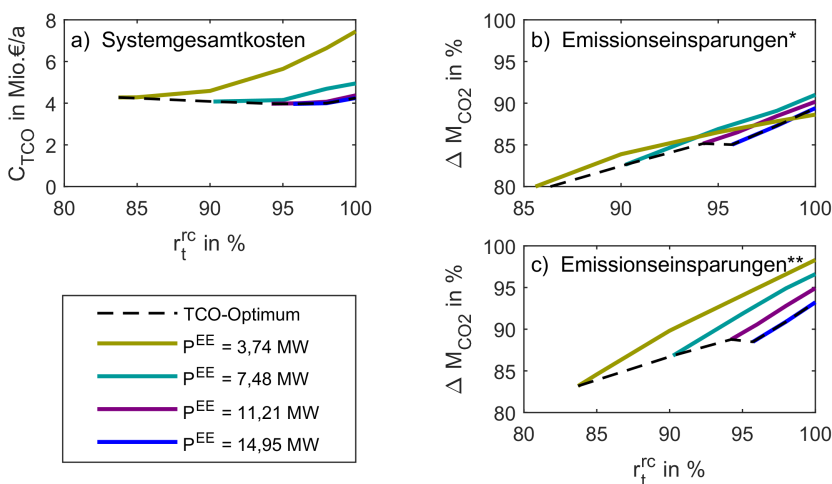 a) Systemgesamtkosten
C_TCO in Mio.€/a
8
6
4
2
0
80 85 90 95 100
r_t^rc in %
b) Emissionseinsparungen*
Δ M_CO2 in %
100
95
90
85
80
85 90 95 100
c) Emissionseinsparungen**
Δ M_CO2 in %
100
95
90
85
80
80 85 90 95 100
r_t^rc in %
TCO-Optimum
P^EE = 3,74 MW
P^EE = 7,48 MW
P^EE = 11,21 MW
P^EE = 14,95 MW